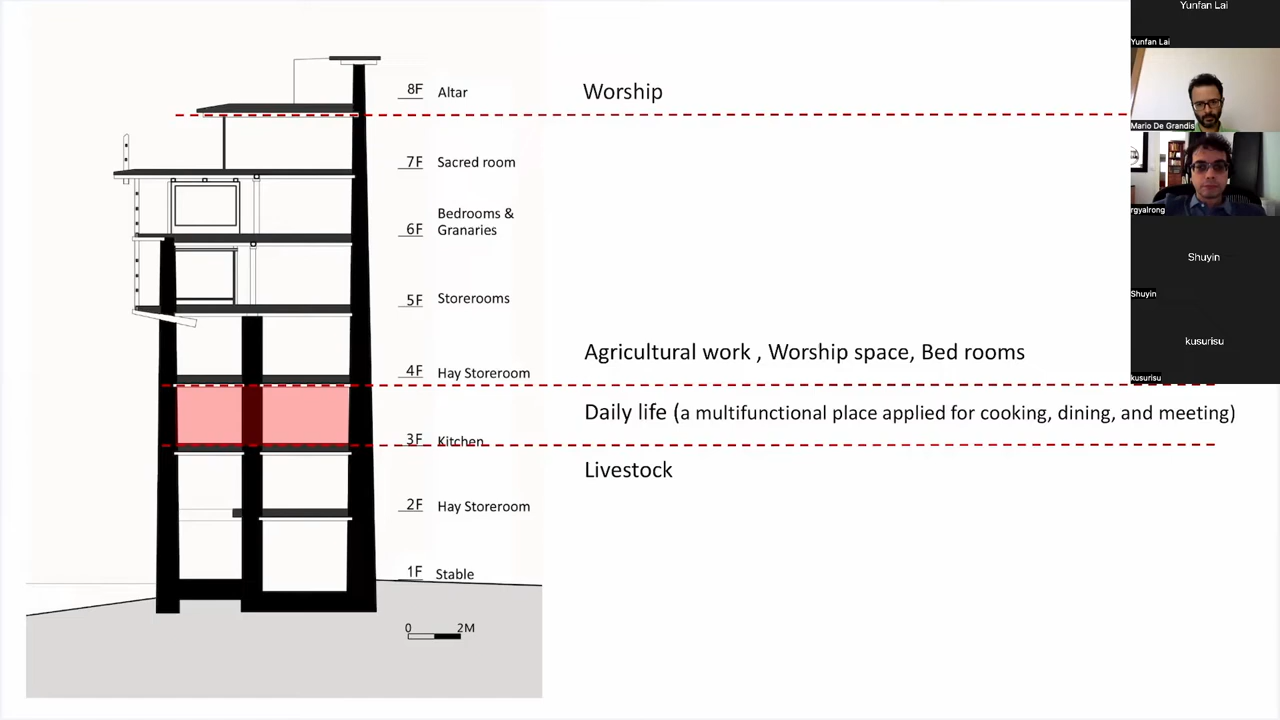 8F Altar
Worship
7F Sacred room
Bedrooms &
6F Granaries
5F Storerooms
Agricultural work , Worship space, Bed rooms
4F Hay Storeroom
Daily life (a multifunctional place applied for cooking, dining, and meeting)
3F Kitchen
Livestock
2F Hay Storeroom
1F Stable
0 2M
Yunfan Lai
Yunfan Lai
Mario De Grandis
rgyalrong
Shuyin
Shuyin
kusurisu
kusurisu